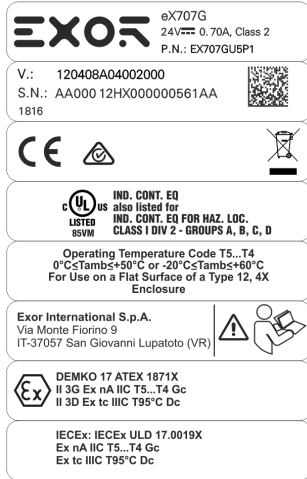 EXOR
eX707G
24V⎓ 0.70A, Class 2
P.N.: EX707GU5P1
V.: 120408A04002000
S.N.: AA000 12HX000000561AA
1816
CE
c UL us
LISTED
85VM
IND. CONT. EQ
also listed for
IND. CONT. EQ FOR HAZ. LOC.
CLASS I DIV 2 - GROUPS A, B, C, D
Operating Temperature Code T5...T4
0°C≤Tamb≤+50°C or -20°C≤Tamb≤+60°C
For Use on a Flat Surface of a Type 12, 4X
Enclosure
Exor International S.p.A.
Via Monte Fiorino 9
IT-37057 San Giovanni Lupatoto (VR)
Ex
DEMKO 17 ATEX 1871X
II 3G Ex nA IIC T5...T4 Gc
II 3D Ex tc IIIC T95°C Dc
IECEx: IECEx ULD 17.0019X
Ex nA IIC T5...T4 Gc
Ex tc IIIC T95°C Dc